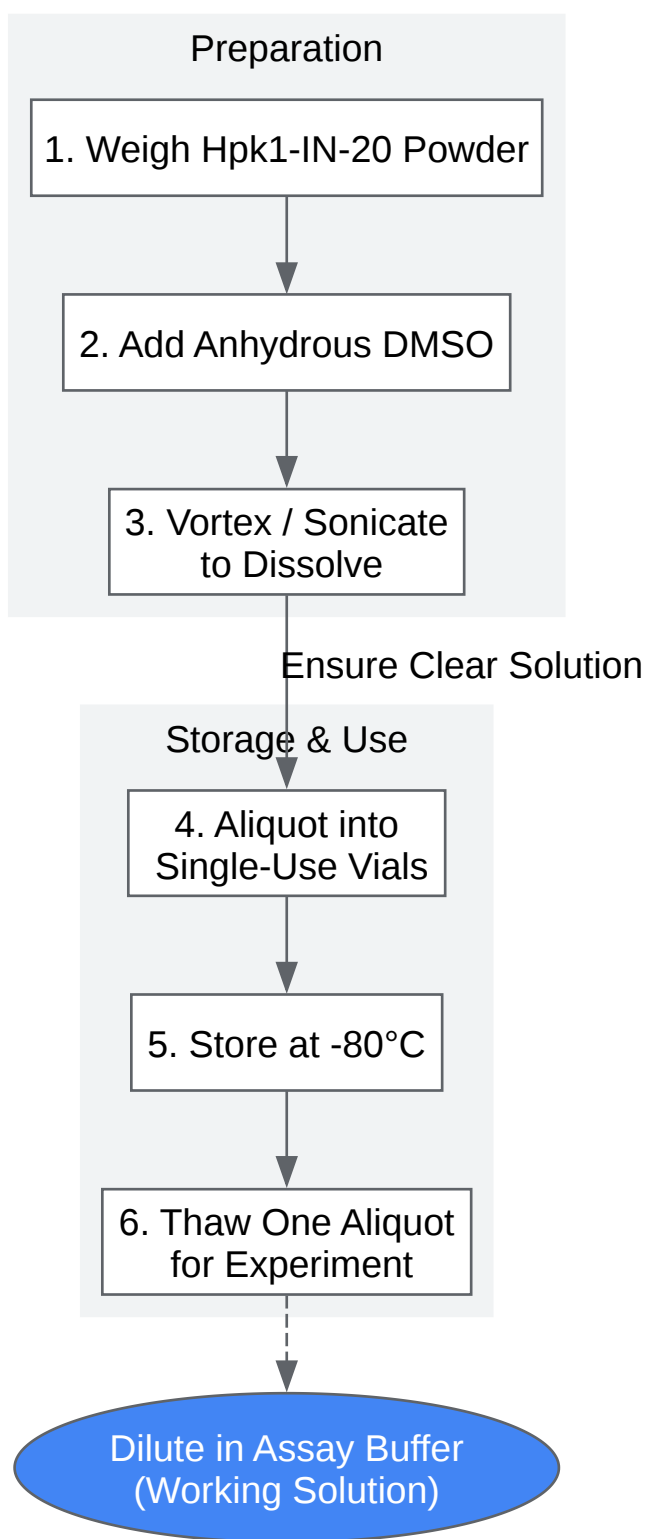 Preparation
1. Weigh Hpk1-IN-20 Powder
2. Add Anhydrous DMSO
3. Vortex / Sonicate
to Dissolve
Ensure Clear Solution
Storage & Use
4. Aliquot into
Single-Use Vials
5. Store at -80°C
6. Thaw One Aliquot
for Experiment
Dilute in Assay Buffer
(Working Solution)